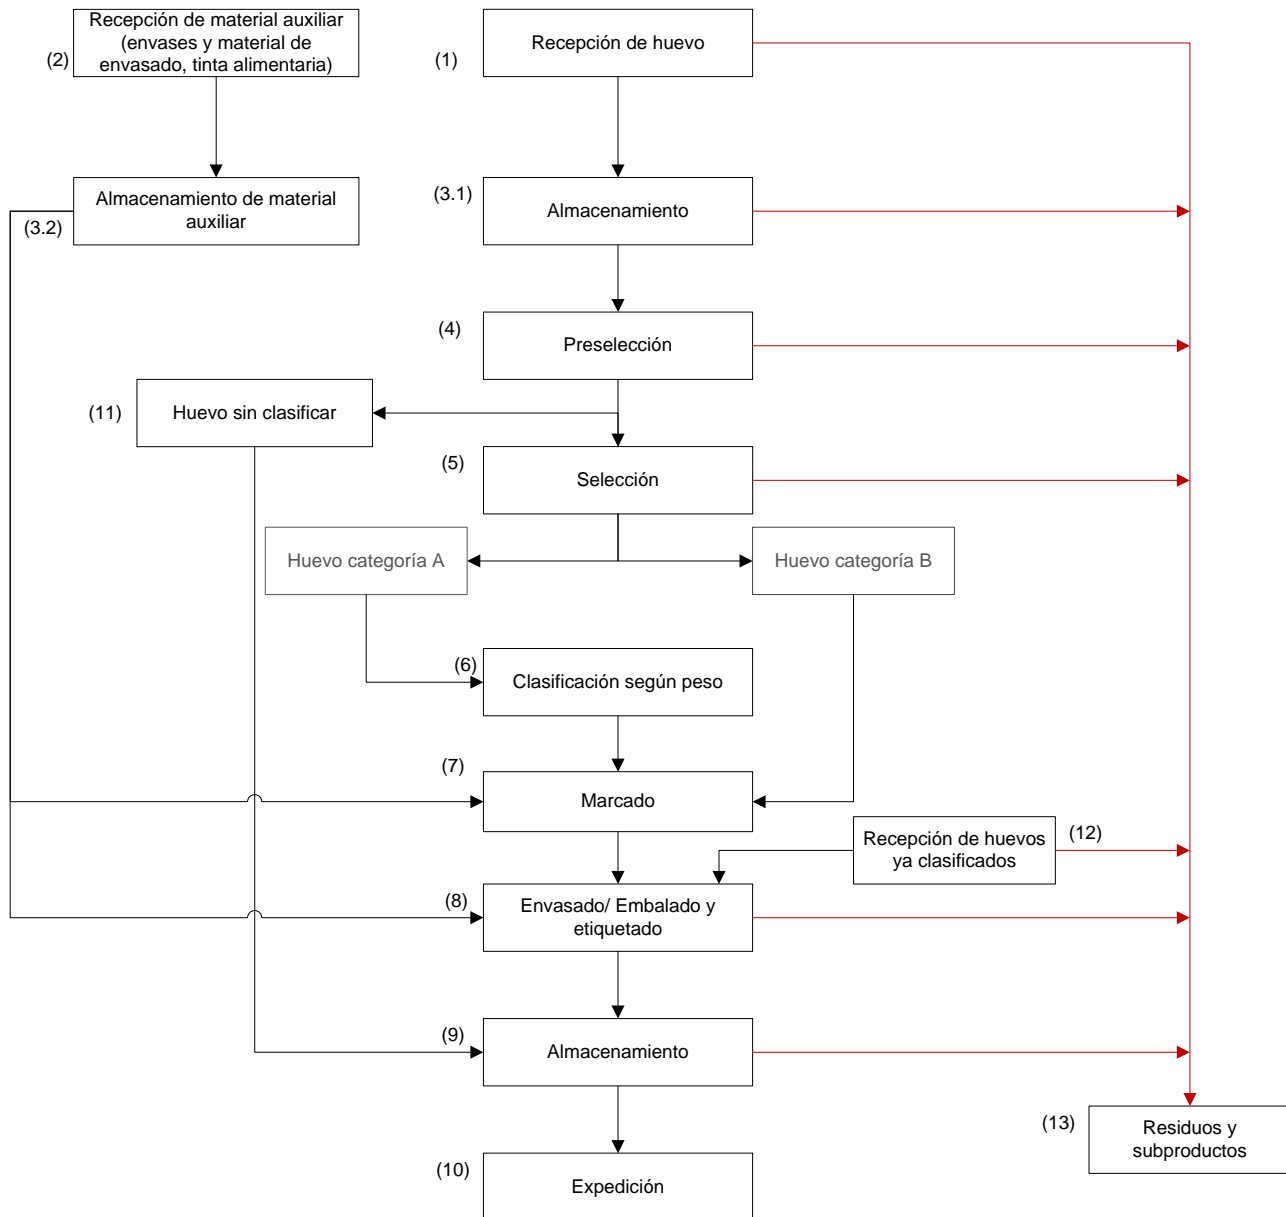 (2)
Recepción de material auxiliar
(envases y material de
envasado, tinta alimentaria)
(1)
Recepción de huevo
(3.2)
Almacenamiento de material
auxiliar
(3.1)
Almacenamiento
(4)
Preselección
(11)
Huevo sin clasificar
(5)
Selección
Huevo categoría A
Huevo categoría B
(6)
Clasificación según peso
(7)
Marcado
Recepción de huevos
ya clasificados
(12)
(8)
Envasado/ Embalado y
etiquetado
(9)
Almacenamiento
(13)
Residuos y
subproductos
(10)
Expedición